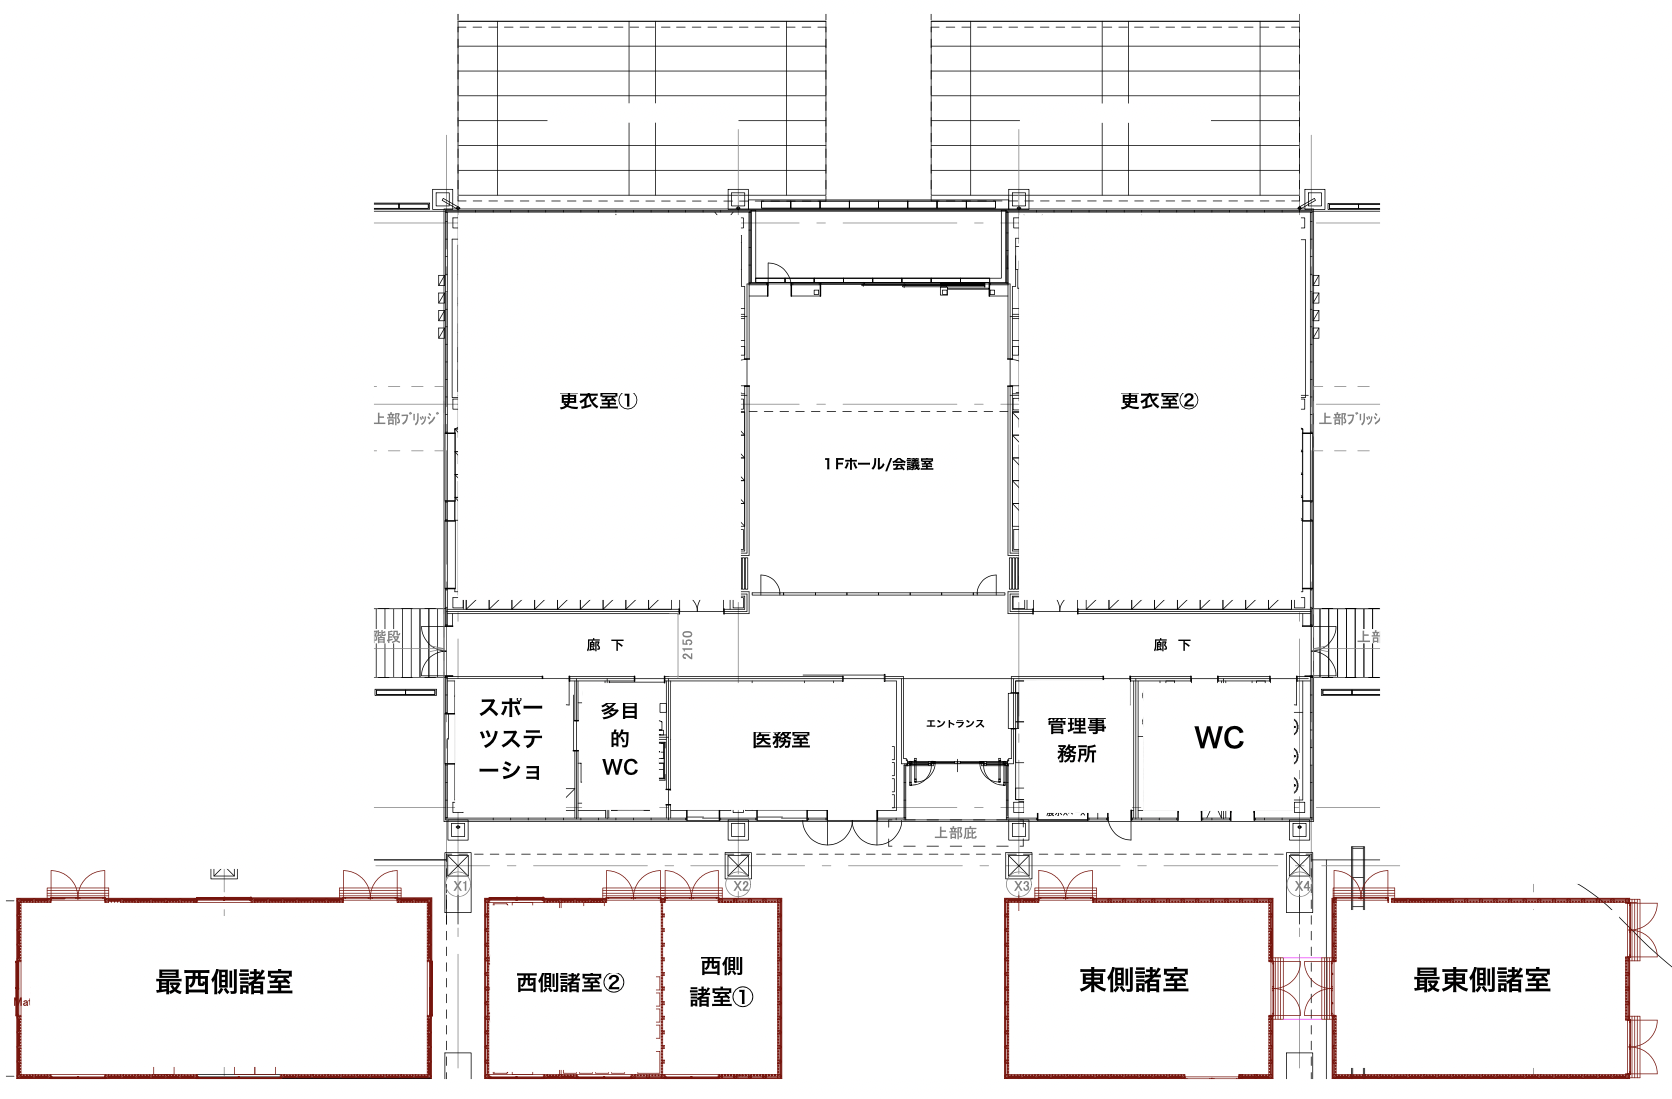 更衣室①
更衣室②
上部ブリッジ
上部ブリッジ
1Fホール/会議室
階段
廊 下
2150
廊 下
上部
スポー
ツステ
ーショ
多目
的
WC
医務室
エントランス
管理事
務所
WC
上部庇
X1
X2
X3
X4
最西側諸室
西側諸室②
西側
諸室①
東側諸室
最東側諸室
Mat